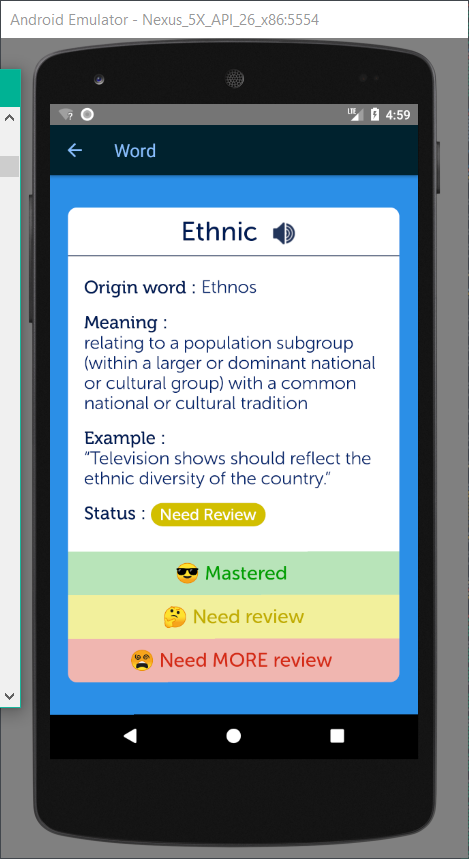 Android Emulator - Nexus_5X_API_26_x86:5554
LTE 4:59
Word
Ethnic
Origin word : Ethnos
Meaning :
relating to a population subgroup
(within a larger or dominant national
or cultural group) with a common
national or cultural tradition
Example :
“Television shows should reflect the
ethnic diversity of the country.”
Status : Need Review
Mastered
Need review
Need MORE review